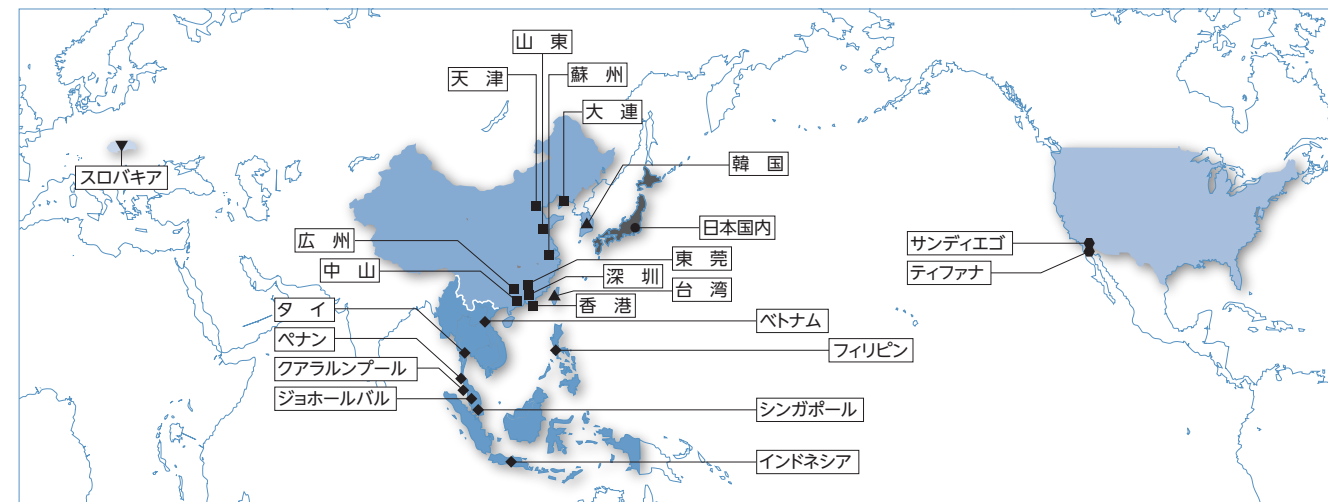 山　東
天　津
蘇　州
大　連
韓　国
スロバキア
日本国内
広　州
東　莞
サンディエゴ
中　山
深　圳
ティファナ
台　湾
香　港
タ　イ
ベトナム
ペナン
フィリピン
クアラルンプール
ジョホールバル
シンガポール
インドネシア